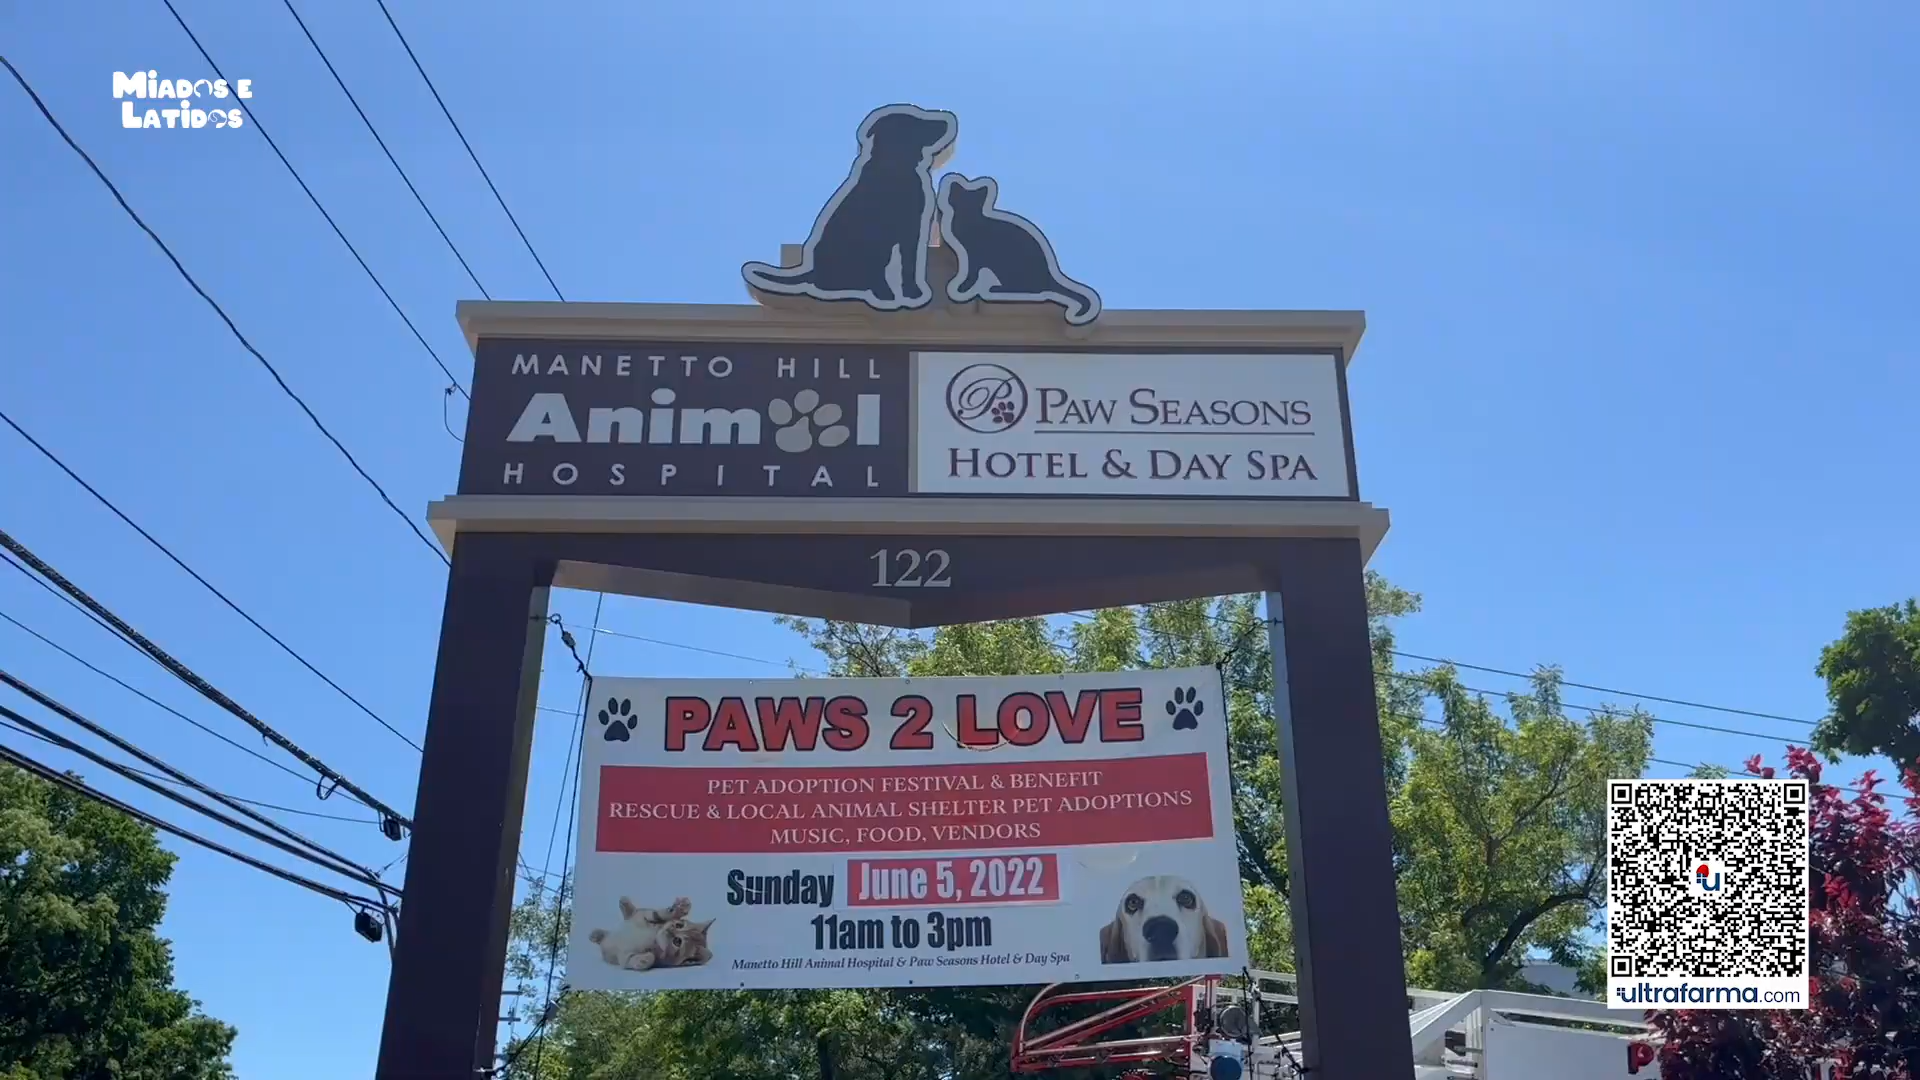 MiADOS E
LATiDOS
MANETTO HILL
Animal
HOSPITAL
PAW SEASONS
HOTEL & DAY SPA
122
PAWS 2 LOVE
PET ADOPTION FESTIVAL & BENEFIT
RESCUE & LOCAL ANIMAL SHELTER PET ADOPTIONS
MUSIC, FOOD, VENDORS
Sunday June 5, 2022
11am to 3pm
Manetto Hill Animal Hospital & Paw Seasons Hotel & Day Spa
ultrafarma.com